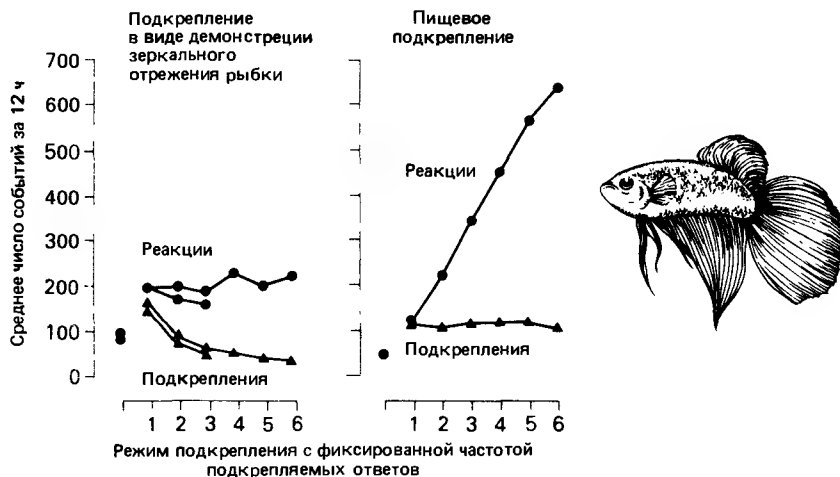 Подкрепление
в виде демонстреции
зеркального
отрежения рыбки
Пищевое
подкрепление
Среднее число событий за 12 ч
700
600
500
400
300
200
100
0
Реакции
Подкрепления
Реакции
Подкрепления
1 2 3 4 5 6
1 2 3 4 5 6
Режим подкрепления с фиксированной частотой
подкрепляемых ответов